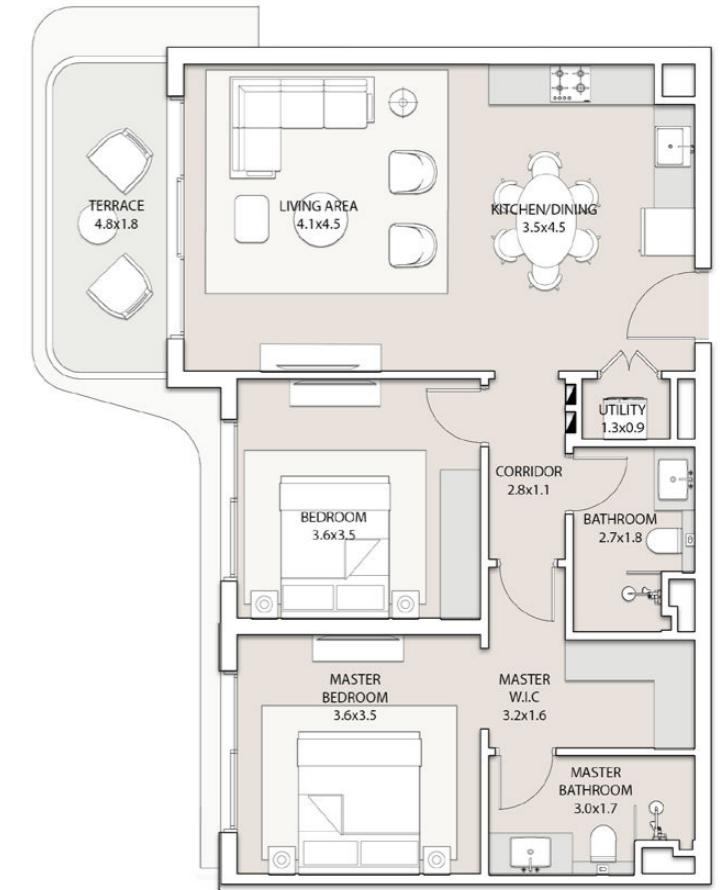 TERRACE
4.8x1.8
LIVING AREA
4.1x4.5
KITCHEN/DINING
3.5x4.5
UTILITY
1.3x0.9
CORRIDOR
2.8x1.1
BATHROOM
2.7x1.8
BEDROOM
3.6x3.5
MASTER
BEDROOM
3.6x3.5
MASTER
W.I.C
3.2x1.6
MASTER
BATHROOM
3.0x1.7